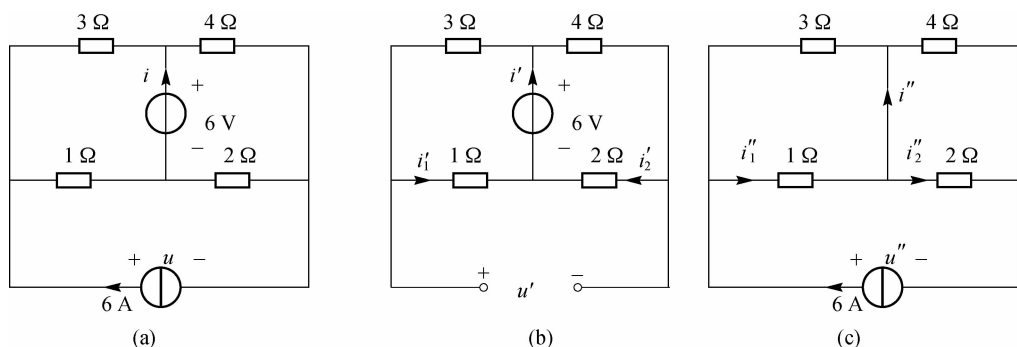 3 Ω 4 Ω 3 Ω 4 Ω 3 Ω 4 Ω
i + i′ + i″
6 V 6 V
− −
1 Ω 2 Ω i′₁ 1 Ω 2 Ω i′₂ i″₁ 1 Ω i″₂ 2 Ω
+ u − + u′ − + u″ −
6 A 6 A
(a) (b) (c)